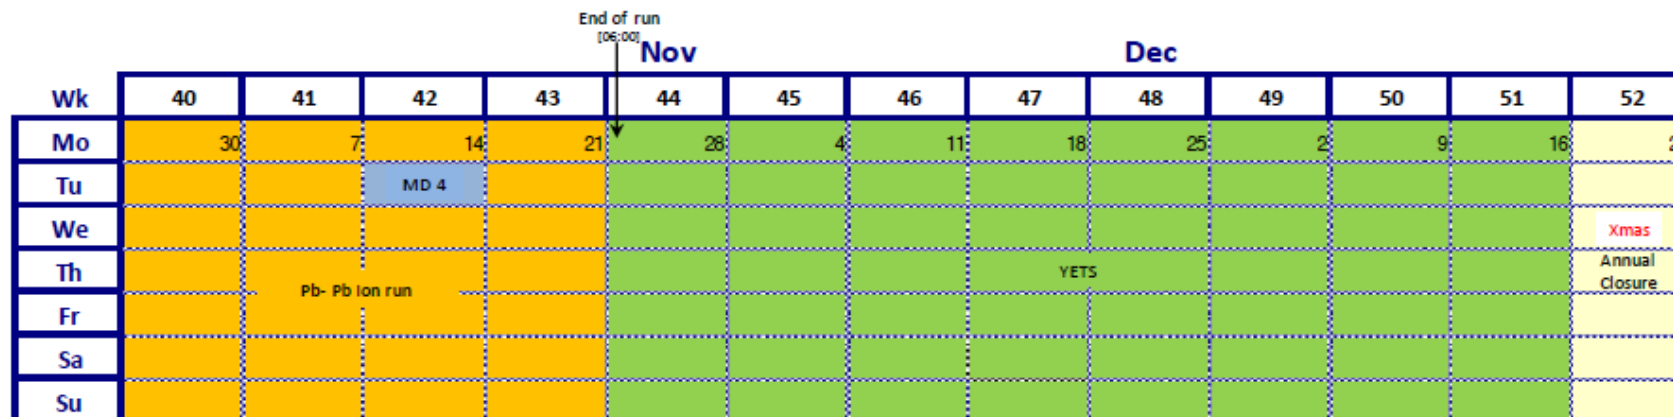 End of run
[06:00]
Nov Dec
Wk 40 41 42 43 44 45 46 47 48 49 50 51 52
Mo 30 7 14 21 28 4 11 18 25 2 9 16
Tu MD 4
We Xmas
Th YETS Annual
Closure
Pb- Pb Ion run
Fr
Sa
Su